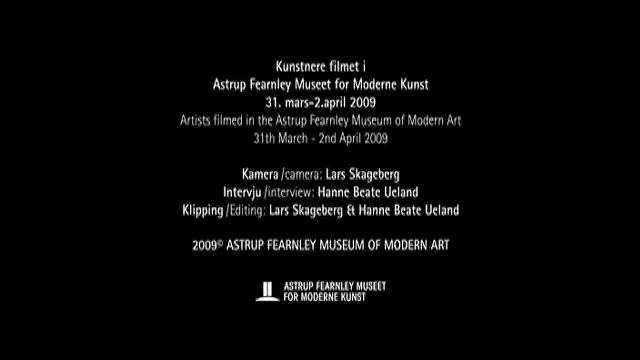 Kunstnere filmet i
Astrup Fearnley Museet for Moderne Kunst
31. mars-2.april 2009
Artists filmed in the Astrup Fearnley Museum of Modern Art
31th March - 2nd April 2009
Kamera/camera: Lars Skageberg
Intervju/interview: Hanne Beate Ueland
Klipping/Editing: Lars Skageberg & Hanne Beate Ueland
2009© ASTRUP FEARNLEY MUSEUM OF MODERN ART
ASTRUP FEARNLEY MUSEET
FOR MODERNE KUNST